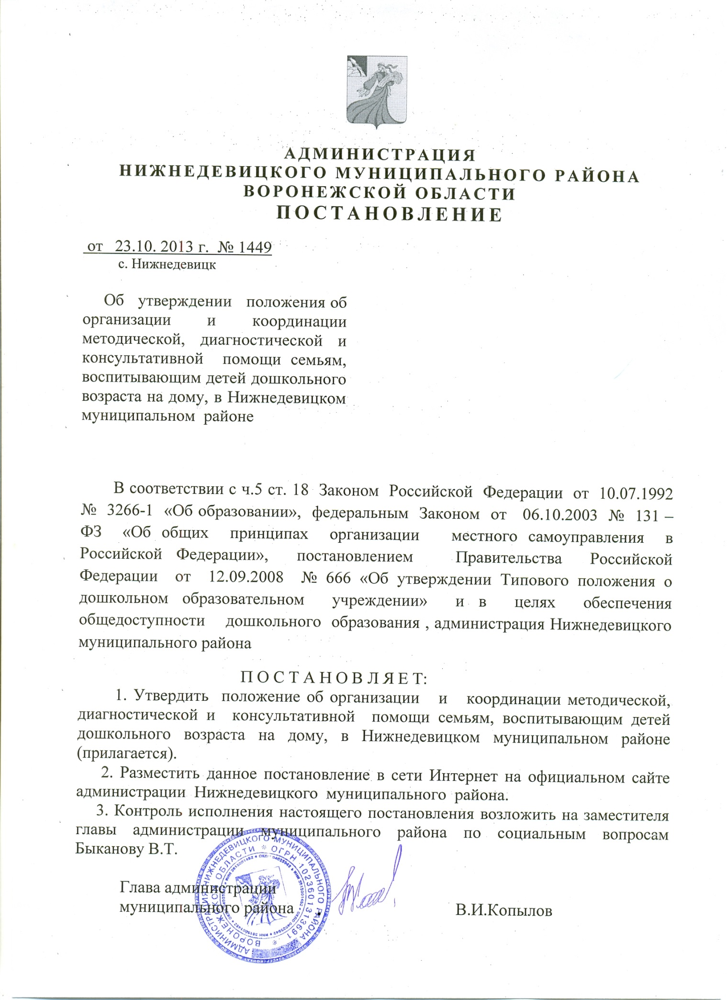 АДМИНИСТРАЦИЯ
НИЖНЕДЕВИЦКОГО МУНИЦИПАЛЬНОГО РАЙОНА
ВОРОНЕЖСКОЙ ОБЛАСТИ
ПОСТАНОВЛЕНИЕ
от 23.10. 2013 г. № 1449
с. Нижнедевицк
Об утверждении положения об
организации и координации
методической, диагностической и
консультативной помощи семьям,
воспитывающим детей дошкольного
возраста на дому, в Нижнедевицком
муниципальном районе
В соответствии с ч.5 ст. 18 Законом Российской Федерации от 10.07.1992
№ 3266-1 «Об образовании», федеральным Законом от 06.10.2003 № 131 –
ФЗ «Об общих принципах организации местного самоуправления в
Российской Федерации», постановлением Правительства Российской
Федерации от 12.09.2008 № 666 «Об утверждении Типового положения о
дошкольном образовательном учреждении» и в целях обеспечения
общедоступности дошкольного образования , администрация Нижнедевицкого
муниципального района
П О С Т А Н О В Л Я Е Т:
1. Утвердить положение об организации и координации методической,
диагностической и консультативной помощи семьям, воспитывающим детей
дошкольного возраста на дому, в Нижнедевицком муниципальном районе
(прилагается).
2. Разместить данное постановление в сети Интернет на официальном сайте
администрации Нижнедевицкого муниципального района.
3. Контроль исполнения настоящего постановления возложить на заместителя
главы администрации муниципального района по социальным вопросам
Быканову В.Т.
Глава администрации
муниципального района
В.И.Копылов
АДМИНИСТРАЦИЯ НИЖНЕДЕВИЦКОГО МУНИЦИПАЛЬНОГО РАЙОНА
ВОРОНЕЖСКОЙ ОБЛАСТИ * ОГРН 1023601313691 *
ИНН 3615001452 * ОКПО 04025942